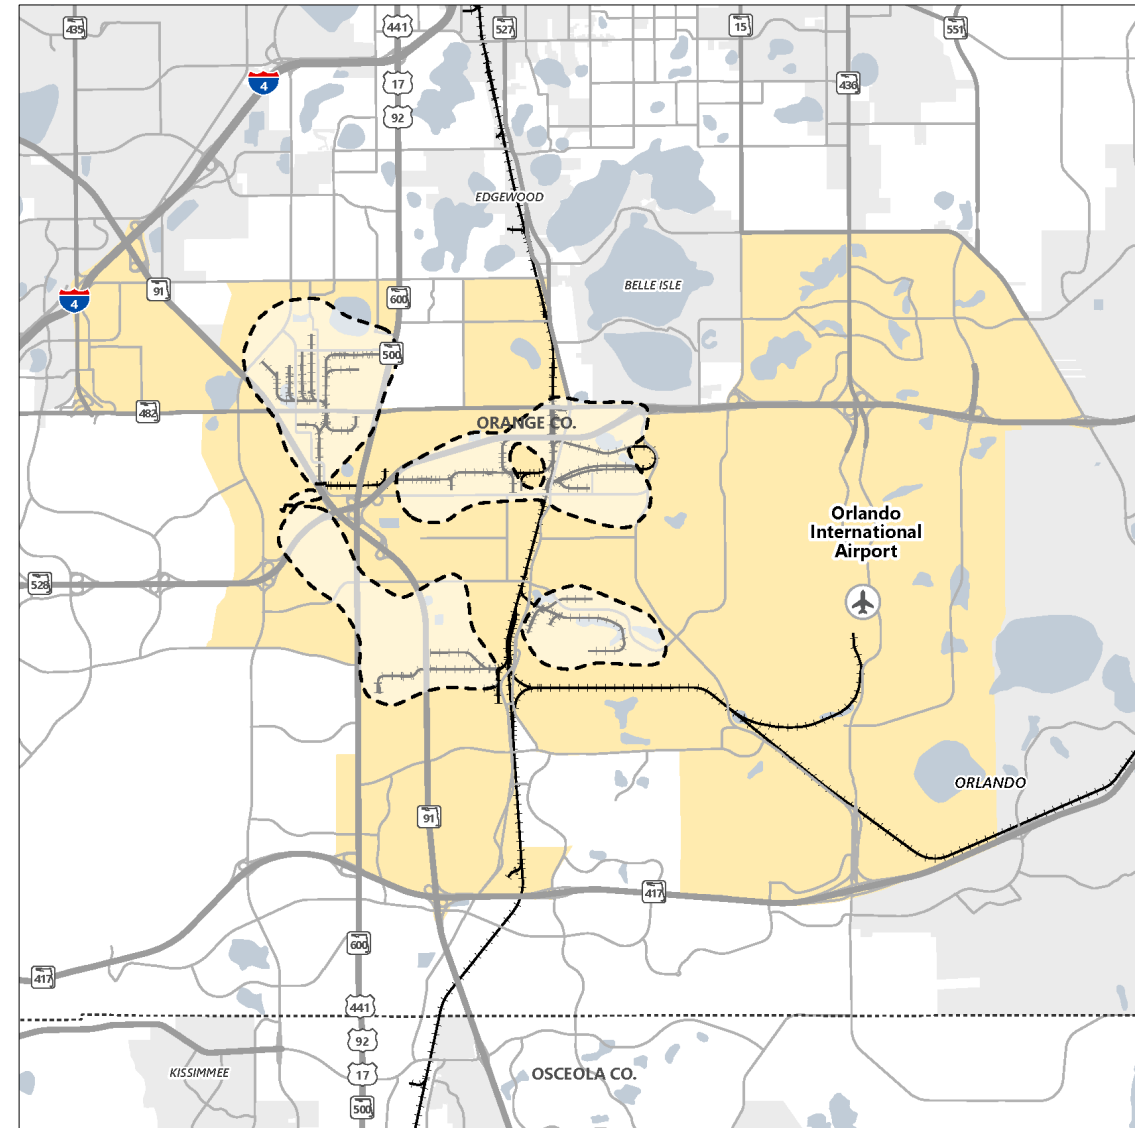 435
441
527
15
551
4
17
436
92
EDGEWOOD
BELLE ISLE
91
4
600
500
482
ORANGE CO.
Orlando
International
Airport
528
ORLANDO
91
417
600
417
441
92
KISSIMMEE
17
OSCEOLA CO.
500